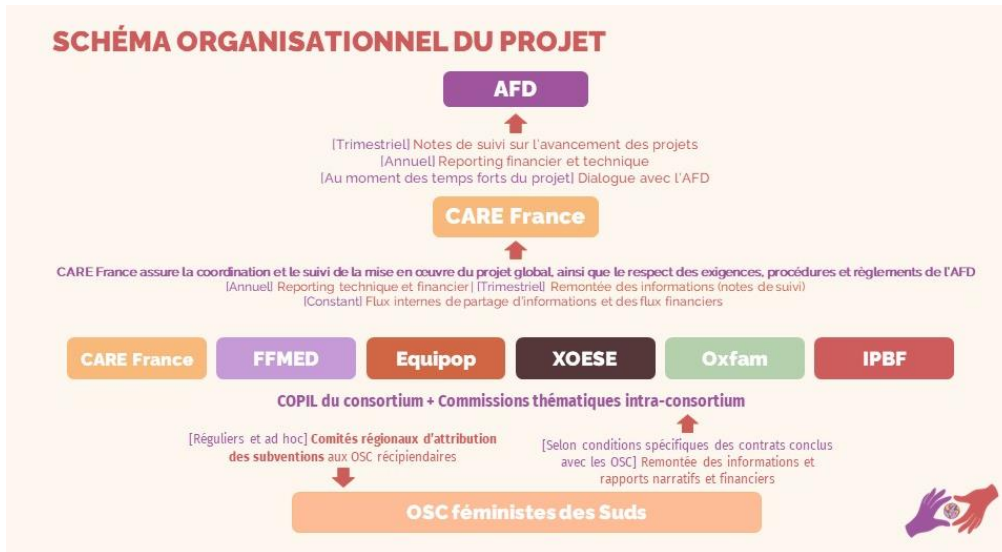 SCHÉMA ORGANISATIONNEL DU PROJET
AFD
[Trimestriel] Notes de suivi sur l'avancement des projets
[Annuel] Reporting financier et technique
[Au moment des temps forts du projet] Dialogue avec l'AFD
CARE France
CARE France assure la coordination et le suivi de la mise en œuvre du projet global, ainsi que le respect des exigences, procédures et règlements de l'AFD
[Annuel] Reporting technique et financier | [Trimestriel] Remontée des informations (notes de suivi)
[Constant] Flux internes de partage d'informations et des flux financiers
CARE France FFMED Equipop XOESE Oxfam IPBF
COPIL du consortium + Commissions thématiques intra-consortium
[Réguliers et ad hoc] Comités régionaux d'attribution
des subventions aux OSC récipiendaires
[Selon conditions spécifiques des contrats conclus
avec les OSC] Remontée des informations et
rapports narratifs et financiers
OSC féministes des Suds